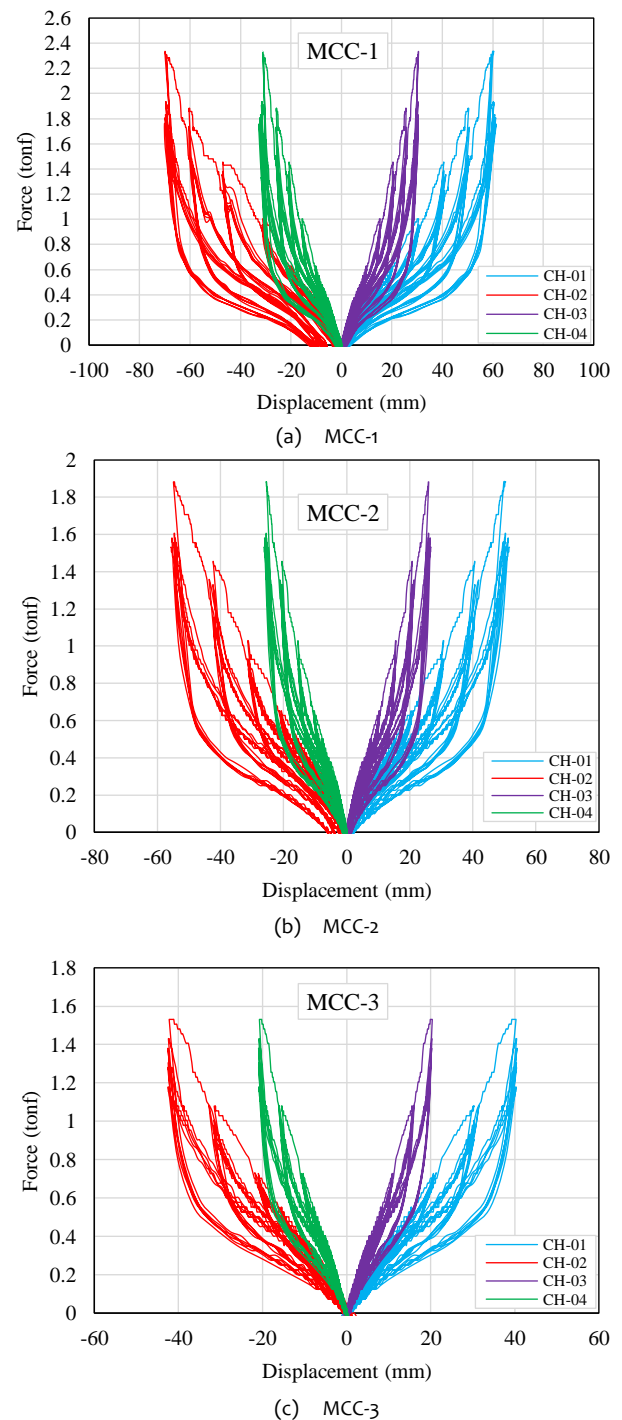 2.6
2.4
2.2
2
1.8
1.6
1.4
1.2
1
0.8
0.6
0.4
0.2
0
Force (tonf)
MCC-1
CH-01
CH-02
CH-03
CH-04
-100 -80 -60 -40 -20 0 20 40 60 80 100
Displacement (mm)
(a) MCC-1
2
1.8
1.6
1.4
1.2
1
0.8
0.6
0.4
0.2
0
Force (tonf)
MCC-2
CH-01
CH-02
CH-03
CH-04
-80 -60 -40 -20 0 20 40 60 80
Displacement (mm)
(b) MCC-2
1.8
1.6
1.4
1.2
1
0.8
0.6
0.4
0.2
0
Force (tonf)
MCC-3
CH-01
CH-02
CH-03
CH-04
-60 -40 -20 0 20 40 60
Displacement (mm)
(c) MCC-3